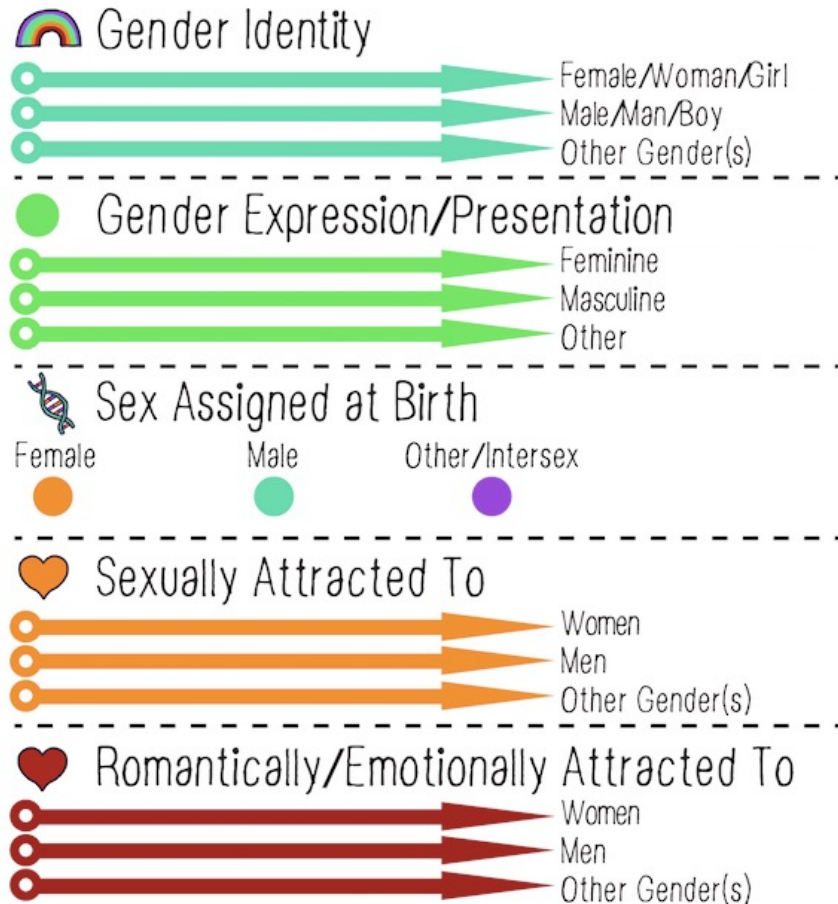 Gender Identity
Female/Woman/Girl
Male/Man/Boy
Other Gender(s)
Gender Expression/Presentation
Feminine
Masculine
Other
Sex Assigned at Birth
Female Male Other/Intersex
Sexually Attracted To
Women
Men
Other Gender(s)
Romantically/Emotionally Attracted To
Women
Men
Other Gender(s)